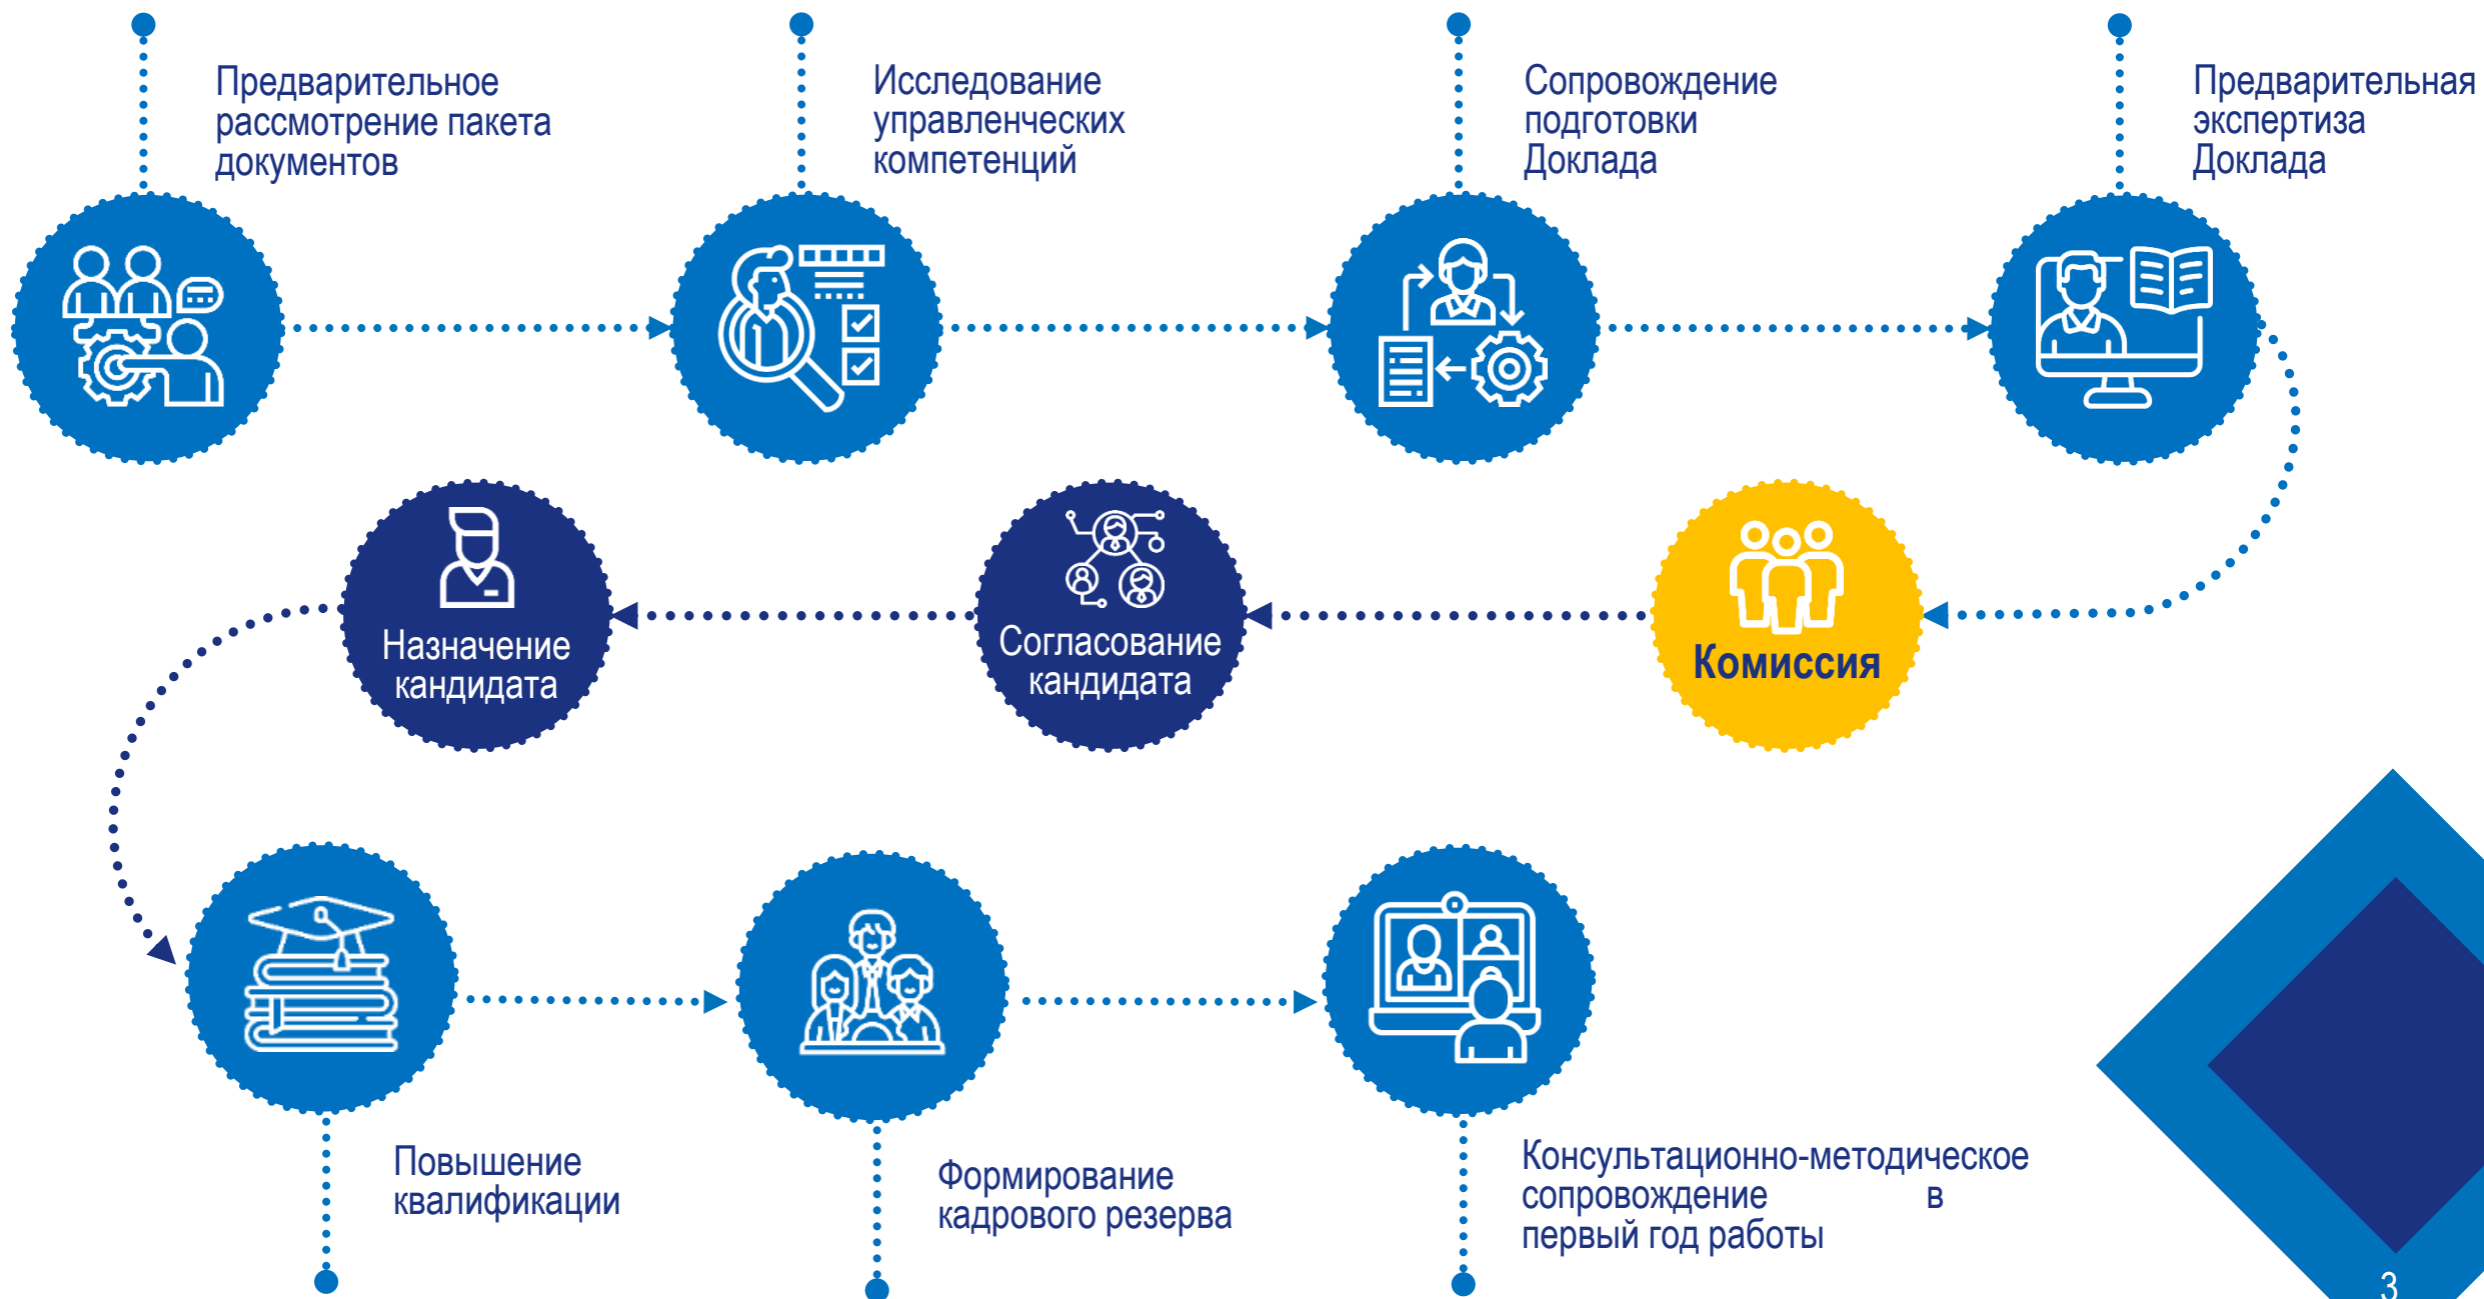 Предварительное
рассмотрение пакета
документов
Исследование
управленческих
компетенций
Сопровождение
подготовки
Доклада
Предварительная
экспертиза
Доклада
Комиссия
Согласование
кандидата
Назначение
кандидата
Повышение
квалификации
Формирование
кадрового резерва
Консультационно-методическое
сопровождение в
первый год работы
3